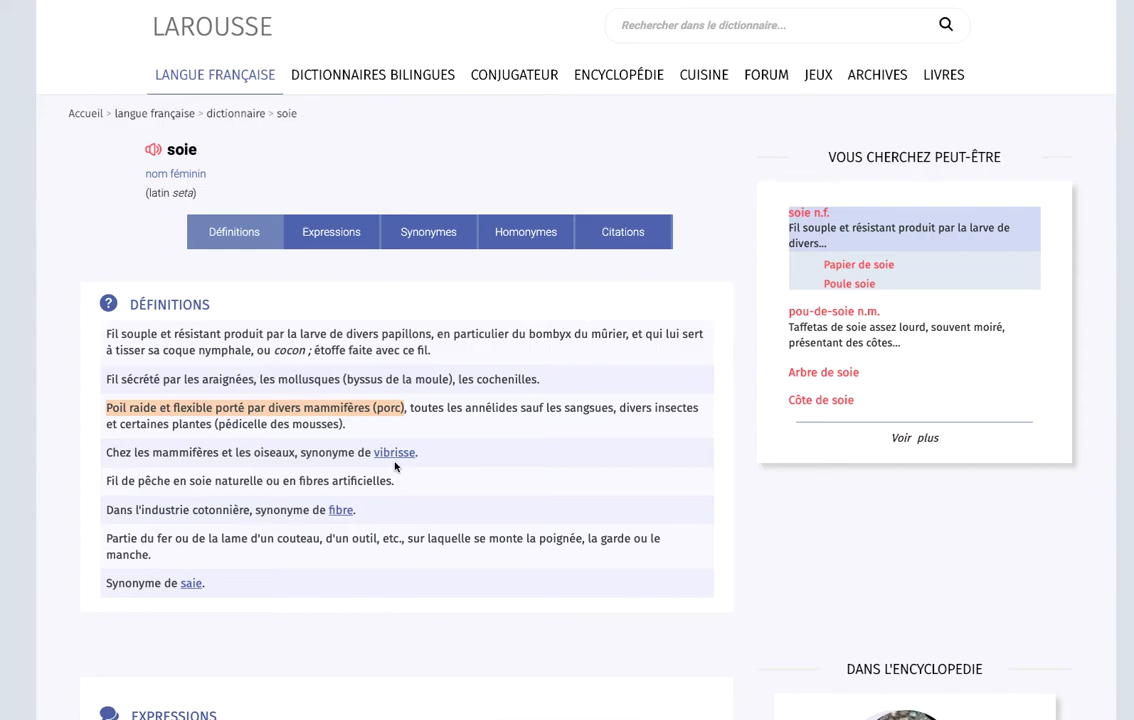 LAROUSSE
Rechercher dans le dictionnaire...
LANGUE FRANÇAISE DICTIONNAIRES BILINGUES CONJUGATEUR ENCYCLOPÉDIE CUISINE FORUM JEUX ARCHIVES LIVRES
Accueil > langue française > dictionnaire > soie
soie
nom féminin
(latin seta)
Définitions Expressions Synonymes Homonymes Citations
? DÉFINITIONS
Fil souple et résistant produit par la larve de divers papillons, en particulier du bombyx du mûrier, et qui lui sert
à tisser sa coque nymphale, ou cocon ; étoffe faite avec ce fil.
Fil sécrété par les araignées, les mollusques (byssus de la moule), les cochenilles.
Poil raide et flexible porté par divers mammifères (porc), toutes les annélides sauf les sangsues, divers insectes
et certaines plantes (pédicelle des mousses).
Chez les mammifères et les oiseaux, synonyme de vibrisse.
Fil de pêche en soie naturelle ou en fibres artificielles.
Dans l'industrie cotonnière, synonyme de fibre.
Partie du fer ou de la lame d'un couteau, d'un outil, etc., sur laquelle se monte la poignée, la garde ou le
manche.
Synonyme de saie.
EXPRESSIONS
VOUS CHERCHEZ PEUT-ÊTRE
soie n.f.
Fil souple et résistant produit par la larve de
divers...
Papier de soie
Poule soie
pou-de-soie n.m.
Taffetas de soie assez lourd, souvent moiré,
présentant des côtes...
Arbre de soie
Côte de soie
Voir plus
DANS L'ENCYCLOPEDIE